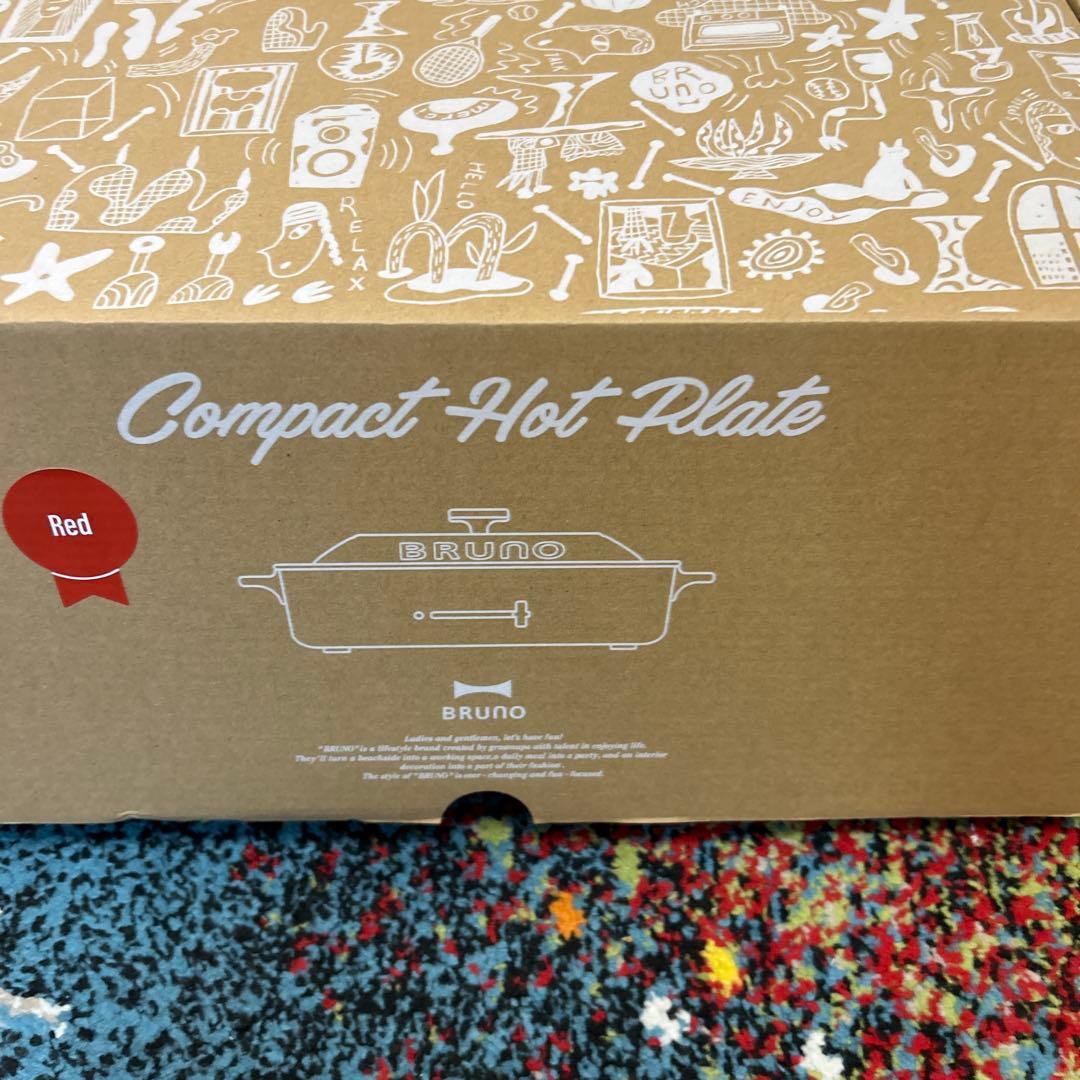 TALK
BRUNO
HELLO
RELAX
ENJOY
B
Compact Hot Plate
Red
BRUNO
BRUNO
Ladies and gentlemen, let's have fun!
"BRUNO" is a lifestyle brand created by grownups with talent in enjoying life.
They'll turn a beachside into a working space, a daily meal into a party, and an interior
decoration into a part of their fashion.
The style of "BRUNO" is ever-changing and fun-focused.